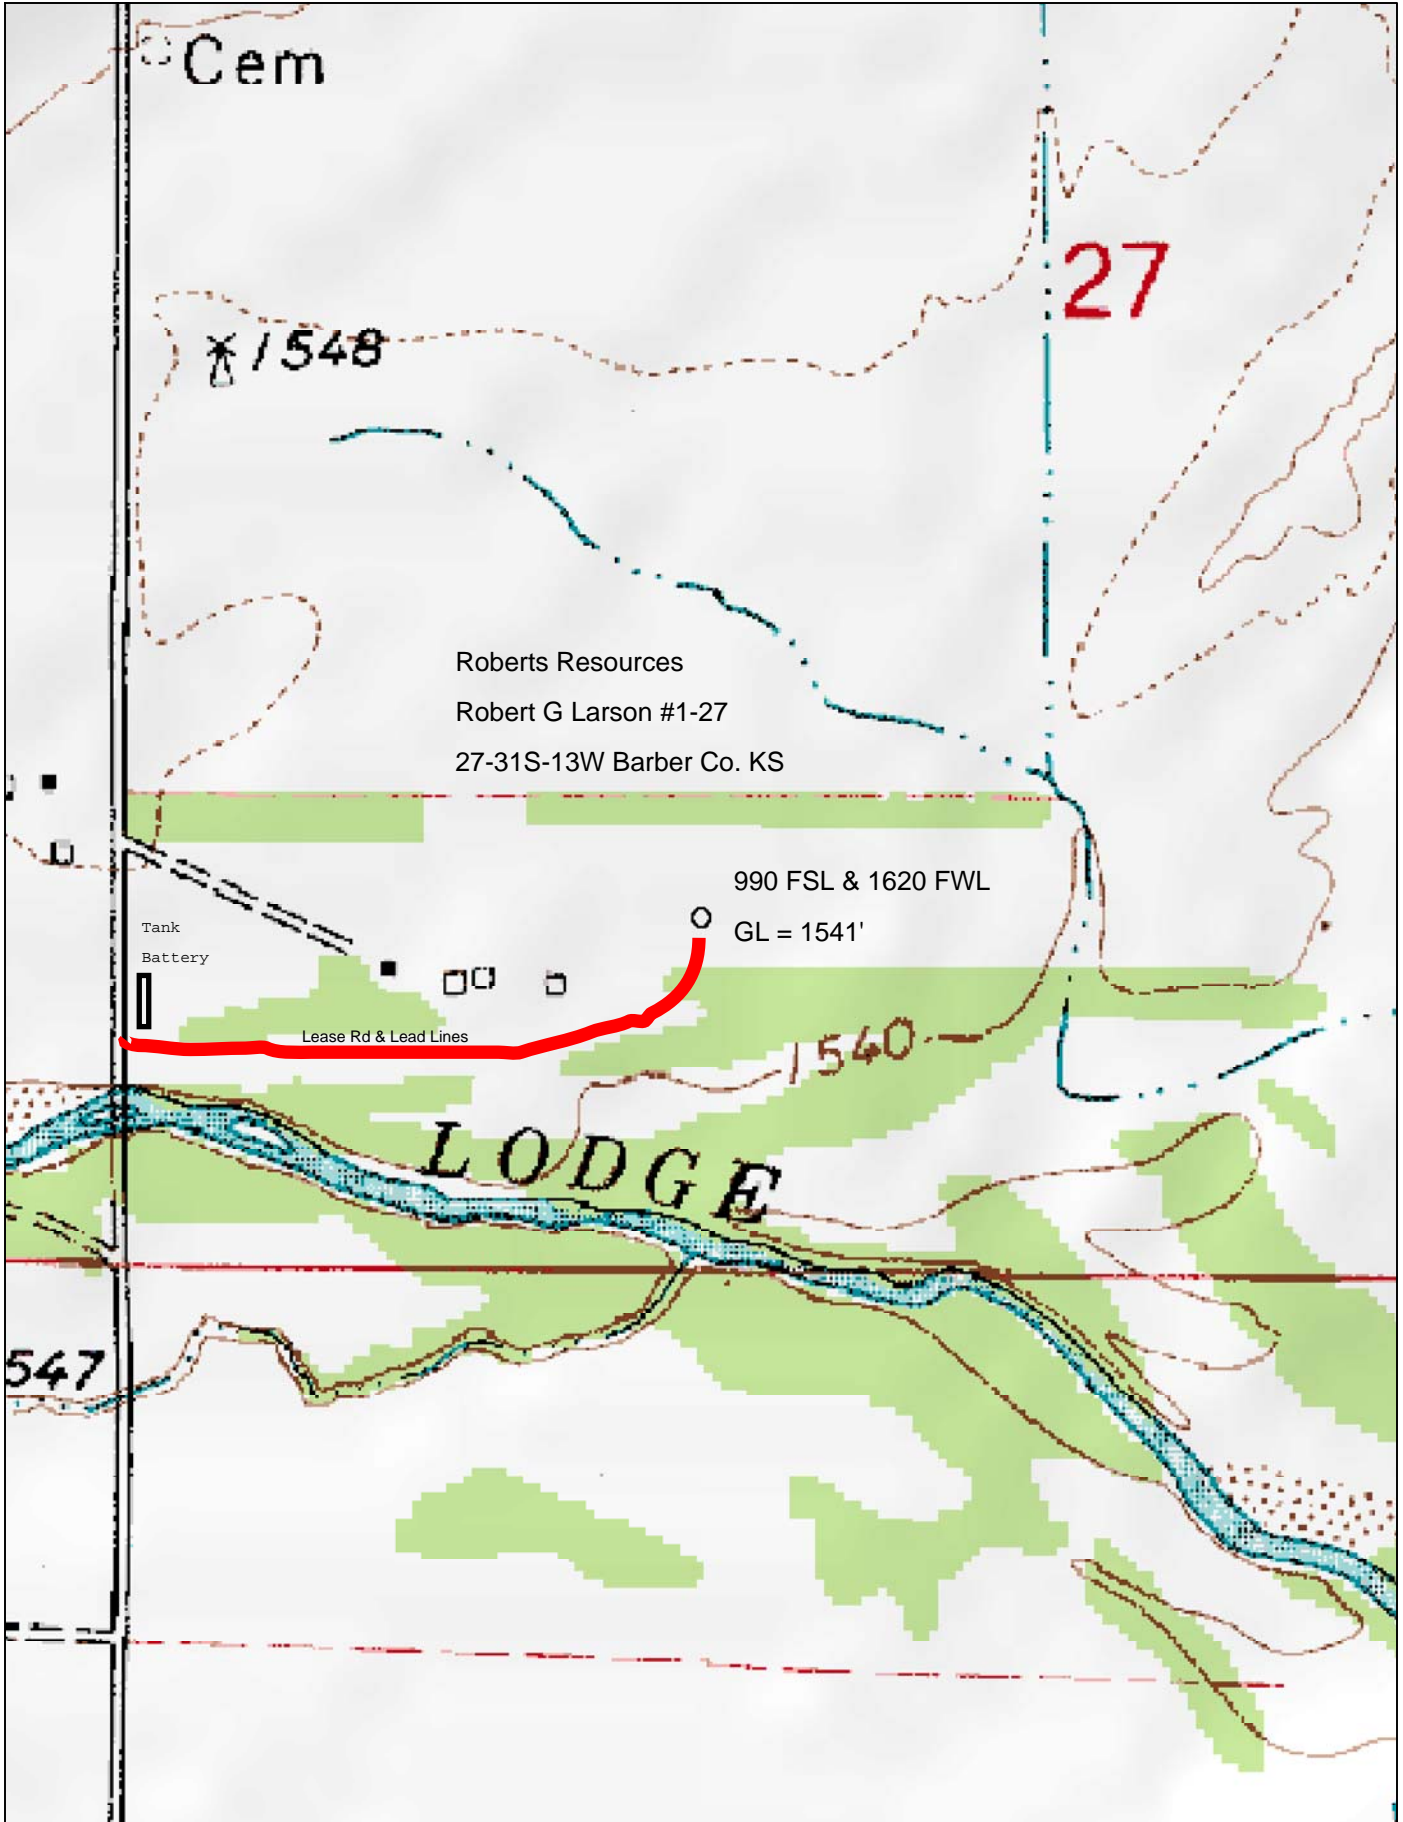 Cem
27
1548
Roberts Resources
Robert G Larson #1-27
27-31S-13W Barber Co. KS
990 FSL & 1620 FWL
GL = 1541'
Tank
Battery
Lease Rd & Lead Lines
1540
LODGE
547